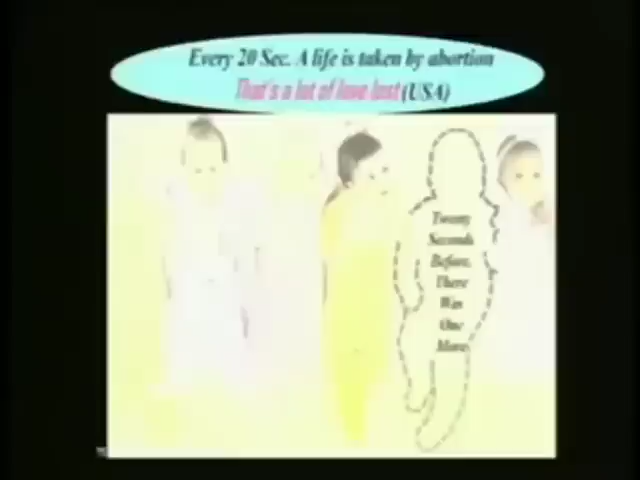 Every 20 Sec. A life is taken by abortion
That's a lot of love lost (USA)
Twenty
Seconds
Before,
There
Was
One
More